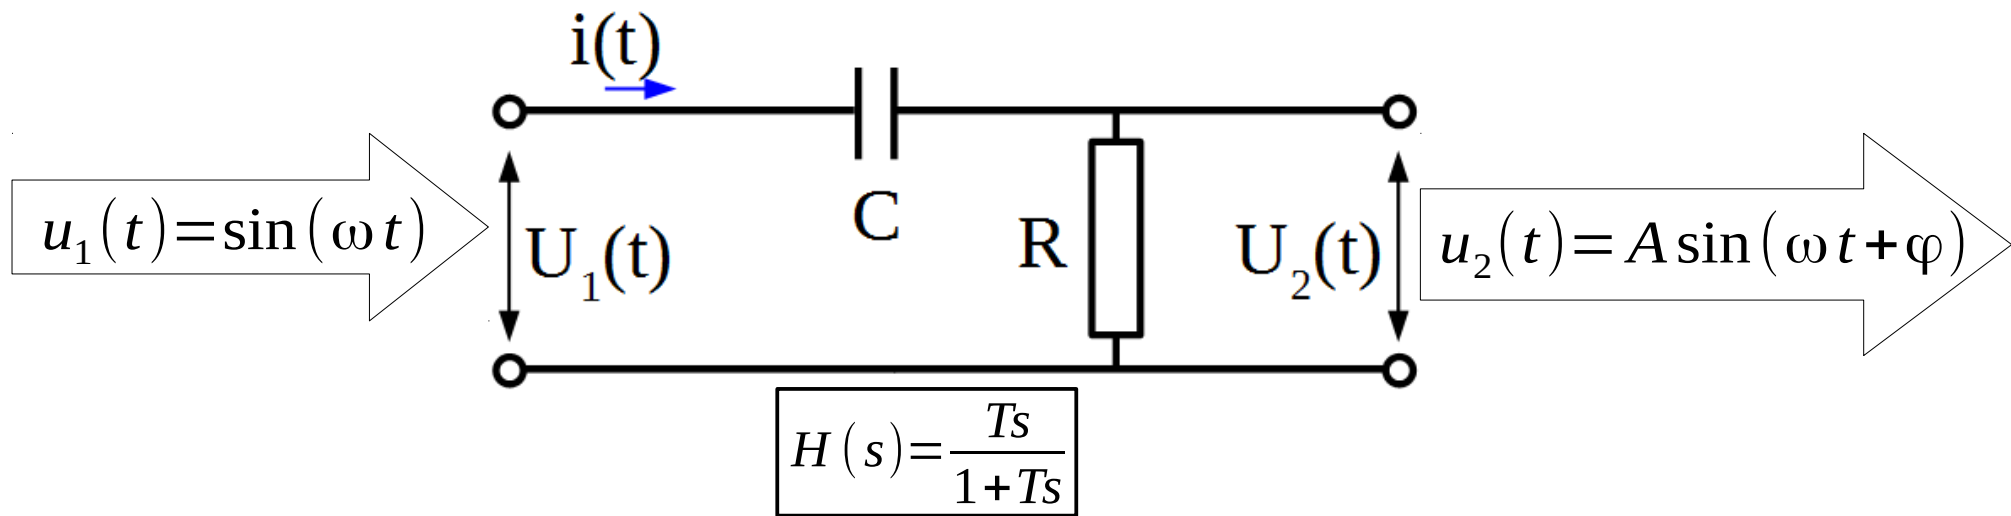 i(t)
u₁(t)=sin(ωt)
U₁(t)
C
R
U₂(t)
u₂(t)=A sin(ωt+φ)
H(s)=Ts/(1+Ts)